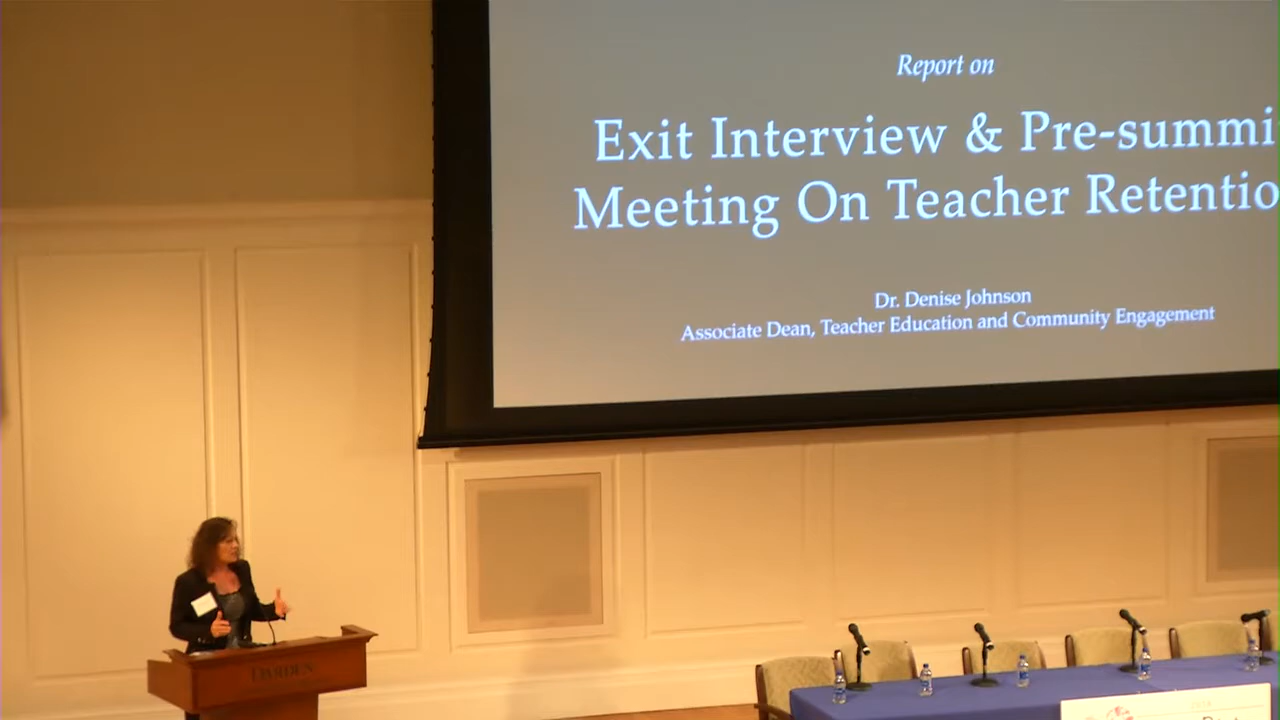 Report on
Exit Interview & Pre-summi
Meeting On Teacher Retentio
Dr. Denise Johnson
Associate Dean, Teacher Education and Community Engagement
DARDEN